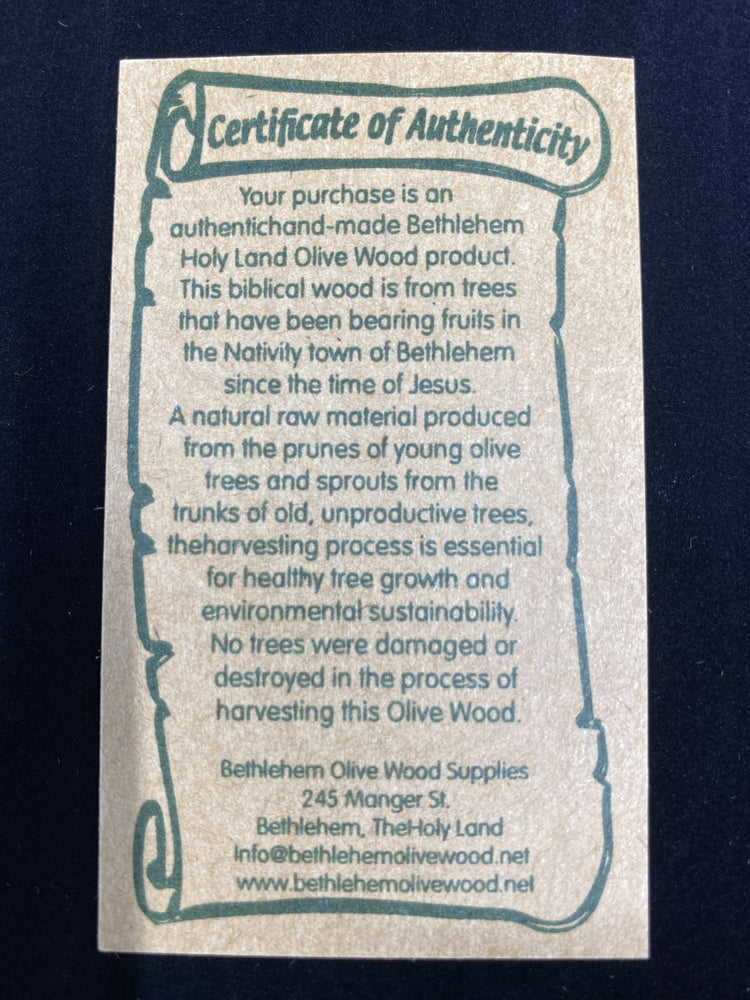 Certificate of Authenticity
Your purchase is an
authentichand-made Bethlehem
Holy Land Olive Wood product.
This biblical wood is from trees
that have been bearing fruits in
the Nativity town of Bethlehem
since the time of Jesus.
A natural raw material produced
from the prunes of young olive
trees and sprouts from the
trunks of old, unproductive trees,
theharvesting process is essential
for healthy tree growth and
environmental sustainability.
No trees were damaged or
destroyed in the process of
harvesting this Olive Wood.
Bethlehem Olive Wood Supplies
245 Manger St.
Bethlehem, TheHoly Land
Info@bethlehemolivewood.net
www.bethlehemolivewood.net